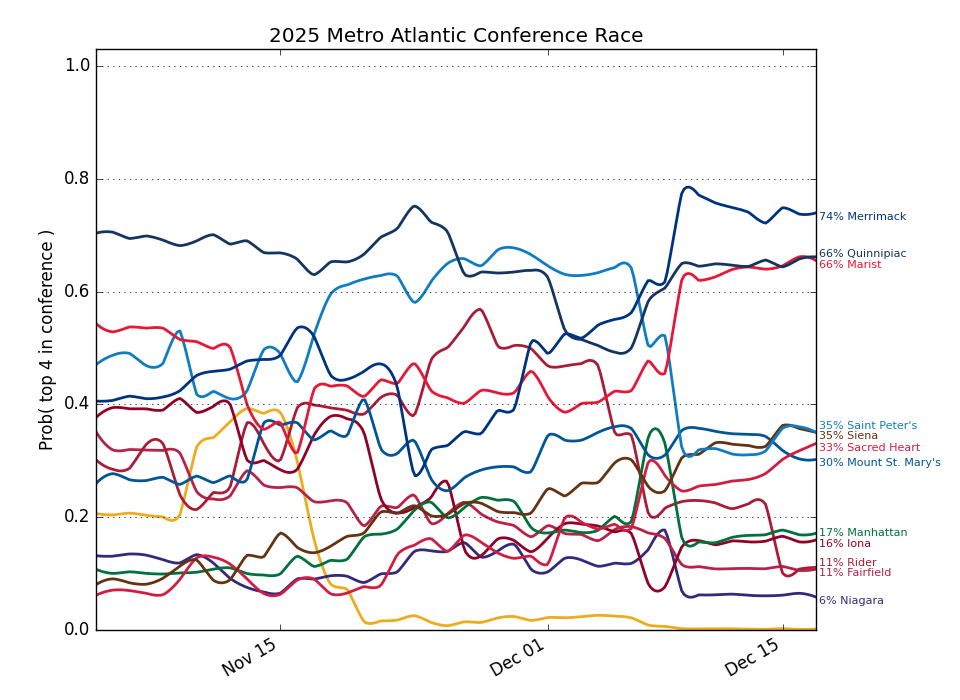 2025 Metro Atlantic Conference Race
Prob( top 4 in conference )
1.0
0.8
0.6
0.4
0.2
0.0
Nov 15
Dec 01
Dec 15
74% Merrimack
66% Quinnipiac
66% Marist
35% Saint Peter's
35% Siena
33% Sacred Heart
30% Mount St. Mary's
17% Manhattan
16% Iona
11% Rider
11% Fairfield
6% Niagara